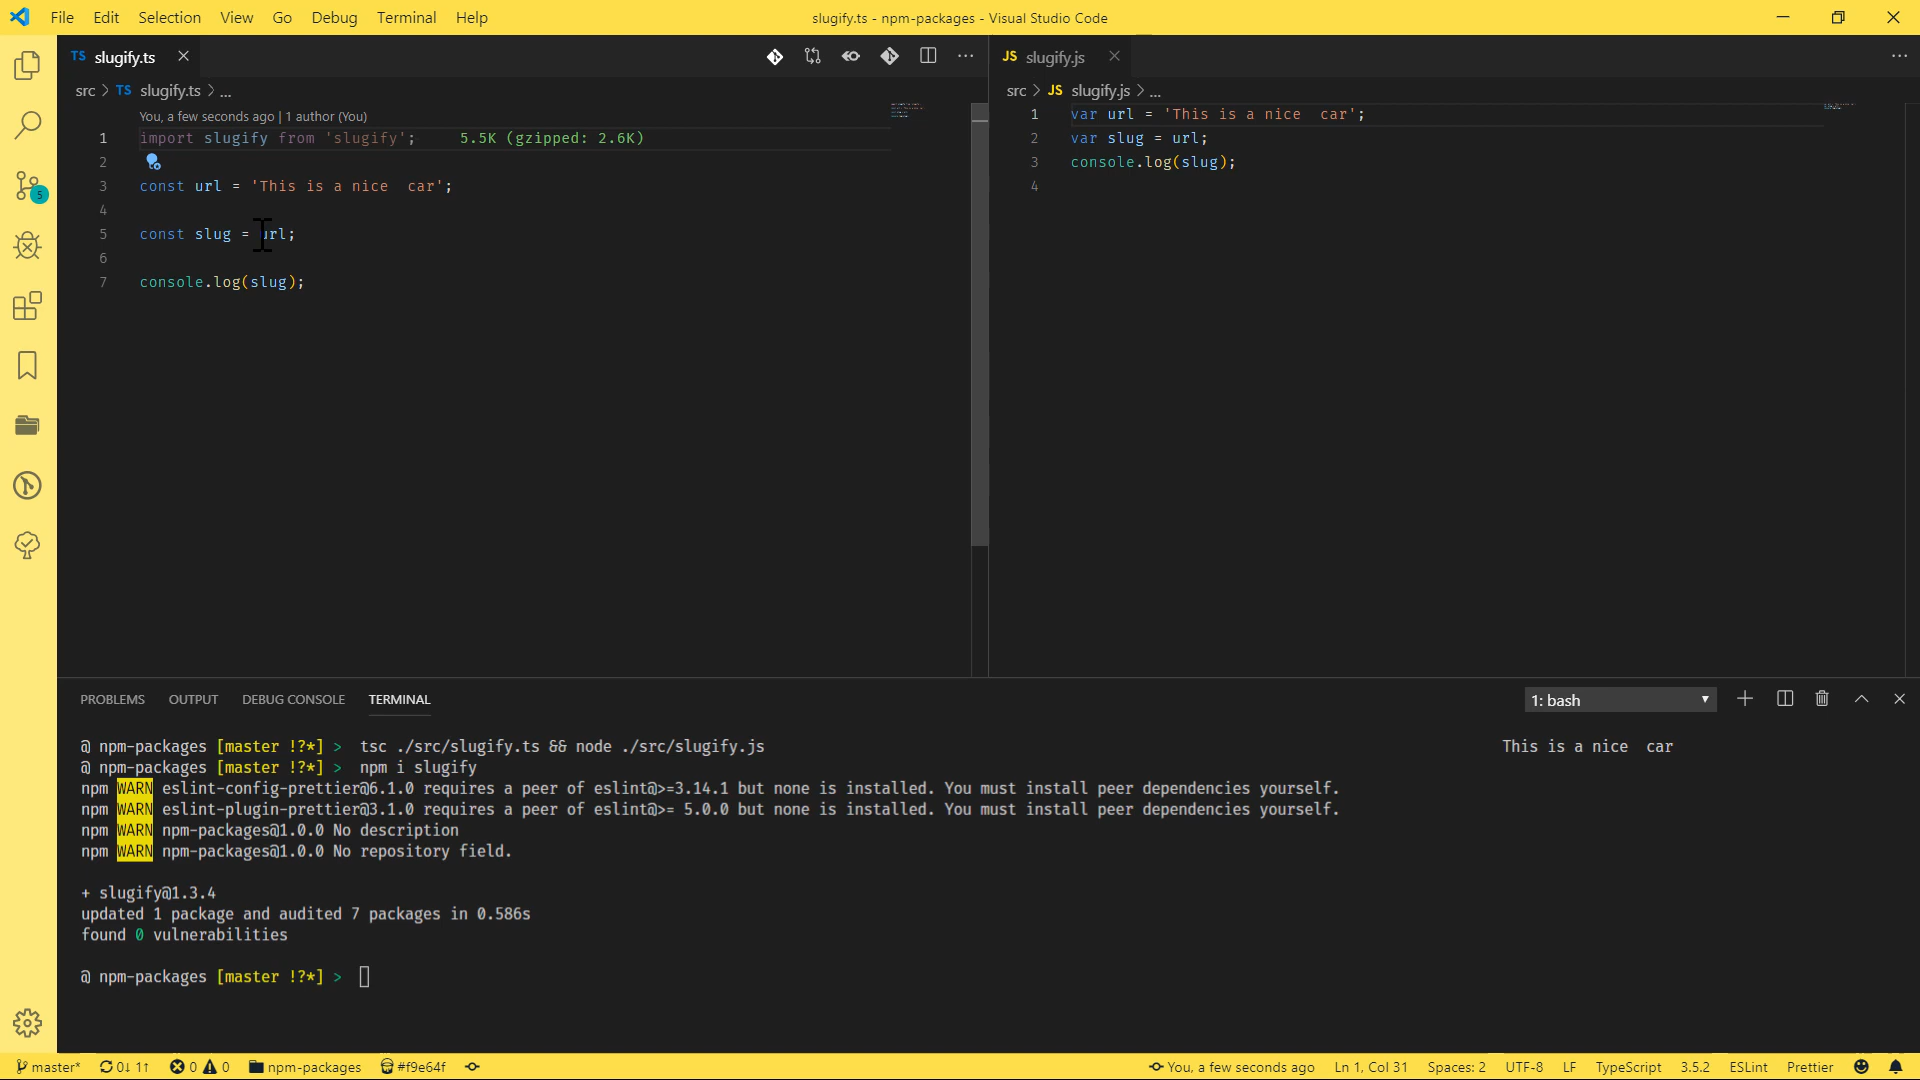 File Edit Selection View Go Debug Terminal Help
slugify.ts - npm-packages - Visual Studio Code
TS slugify.ts
src > TS slugify.ts > ...
You, a few seconds ago | 1 author (You)
1 import slugify from 'slugify'; 5.5K (gzipped: 2.6K)
2
3 const url = 'This is a nice  car';
4
5 const slug = url;
6
7 console.log(slug);
JS slugify.js
src > JS slugify.js > ...
1 var url = 'This is a nice  car';
2 var slug = url;
3 console.log(slug);
4
5
PROBLEMS OUTPUT DEBUG CONSOLE TERMINAL
1: bash
@ npm-packages [master !?*] > tsc ./src/slugify.ts && node ./src/slugify.js This is a nice  car
@ npm-packages [master !?*] > npm i slugify
npm WARN eslint-config-prettier@6.1.0 requires a peer of eslint@>=3.14.1 but none is installed. You must install peer dependencies yourself.
npm WARN eslint-plugin-prettier@3.1.0 requires a peer of eslint@>= 5.0.0 but none is installed. You must install peer dependencies yourself.
npm WARN npm-packages@1.0.0 No description
npm WARN npm-packages@1.0.0 No repository field.
+ slugify@1.3.4
updated 1 package and audited 7 packages in 0.586s
found 0 vulnerabilities
@ npm-packages [master !?*] >
master* 0↓ 1↑ 0 0 npm-packages #f9e64f You, a few seconds ago Ln 1, Col 31 Spaces: 2 UTF-8 LF TypeScript 3.5.2 ESLint Prettier